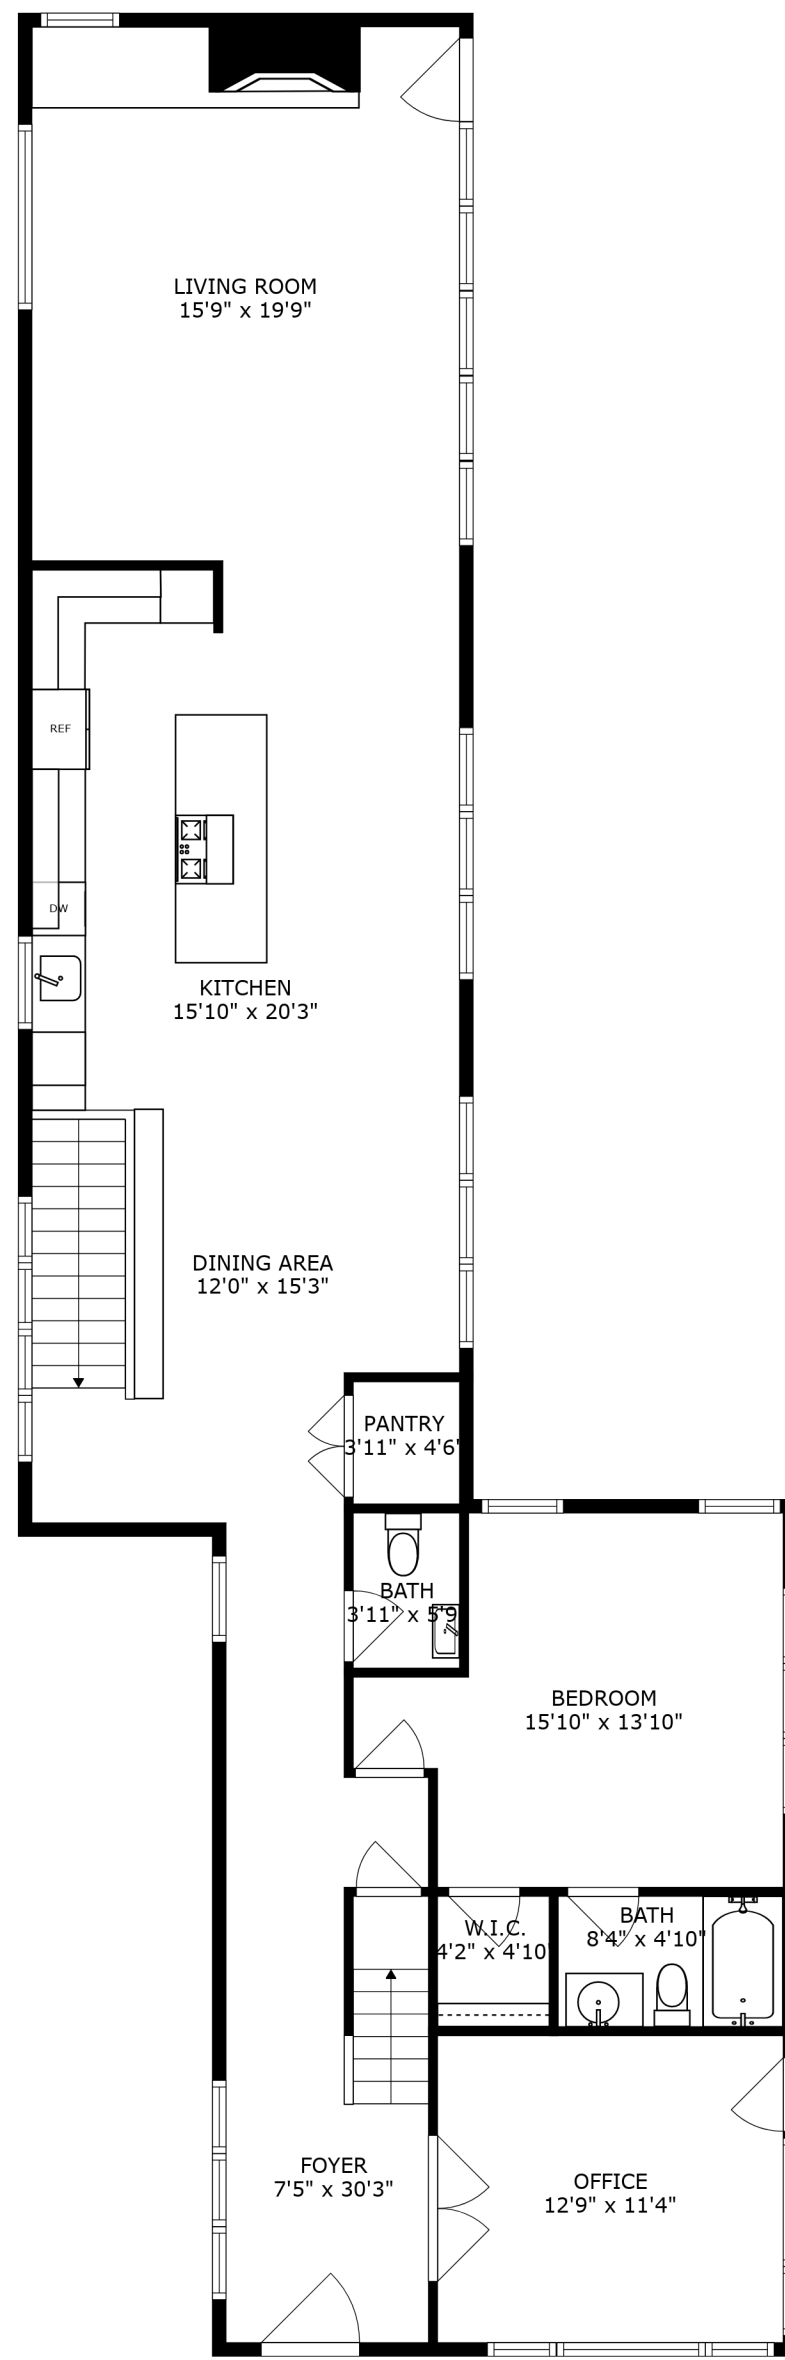 LIVING ROOM
15'9" x 19'9"
REF
DW
KITCHEN
15'10" x 20'3"
DINING AREA
12'0" x 15'3"
PANTRY
3'11" x 4'6"
BATH
3'11" x 5'9
BEDROOM
15'10" x 13'10"
W.I.C.
4'2" x 4'10"
BATH
8'4" x 4'10"
FOYER
7'5" x 30'3"
OFFICE
12'9" x 11'4"